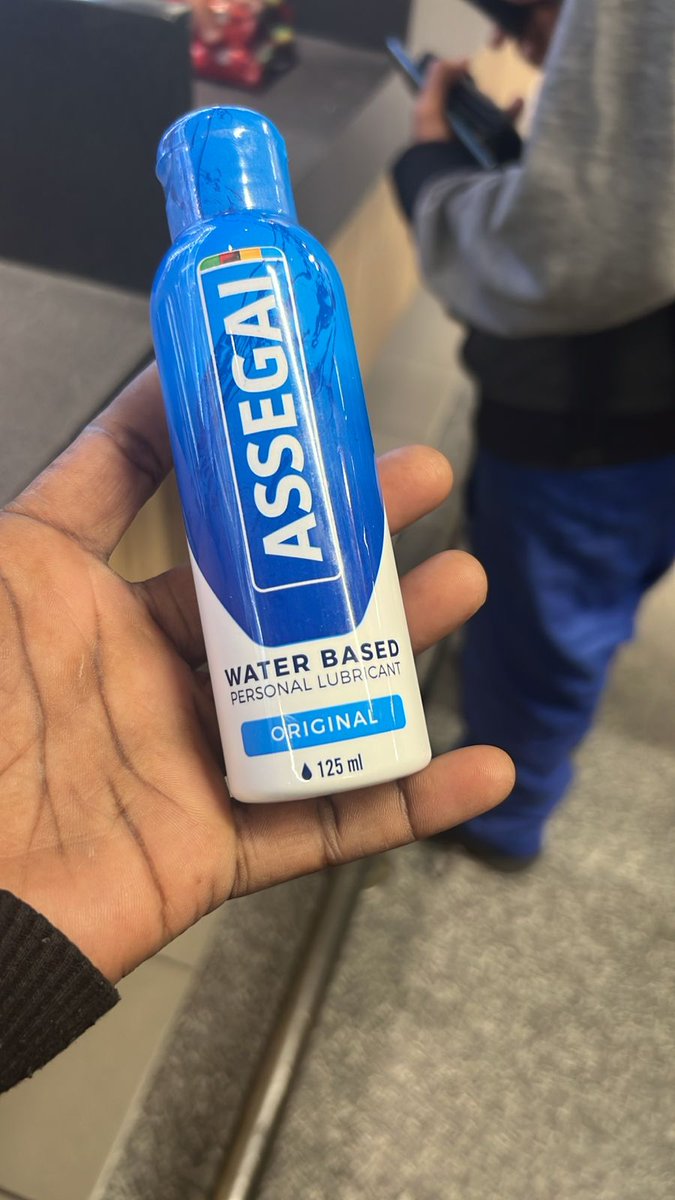 ASSEGAI
WATER BASED
PERSONAL LUBRICANT
ORIGINAL
125 ml